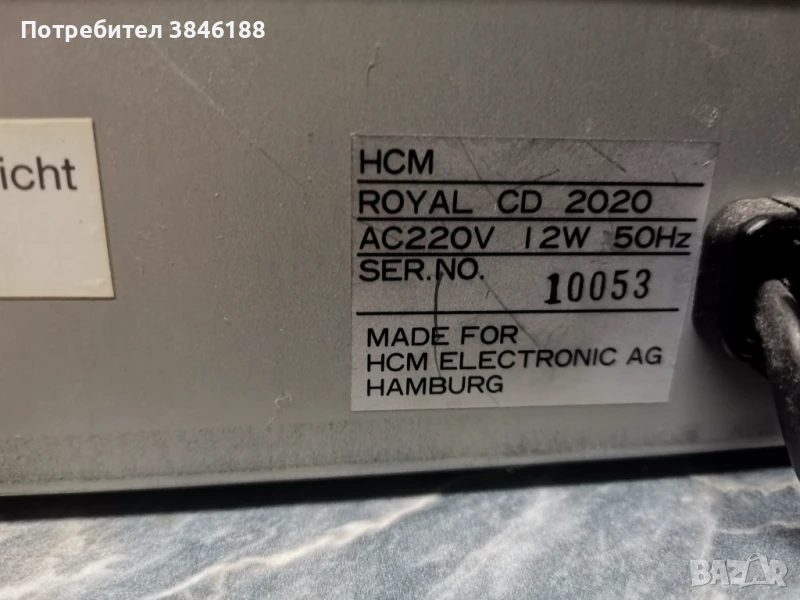 Потребител 3846188
icht
HCM
ROYAL CD 2020
AC220V 12W 50Hz
SER.NO. 10053
MADE FOR
HCM ELECTRONIC AG
HAMBURG
BAZAR